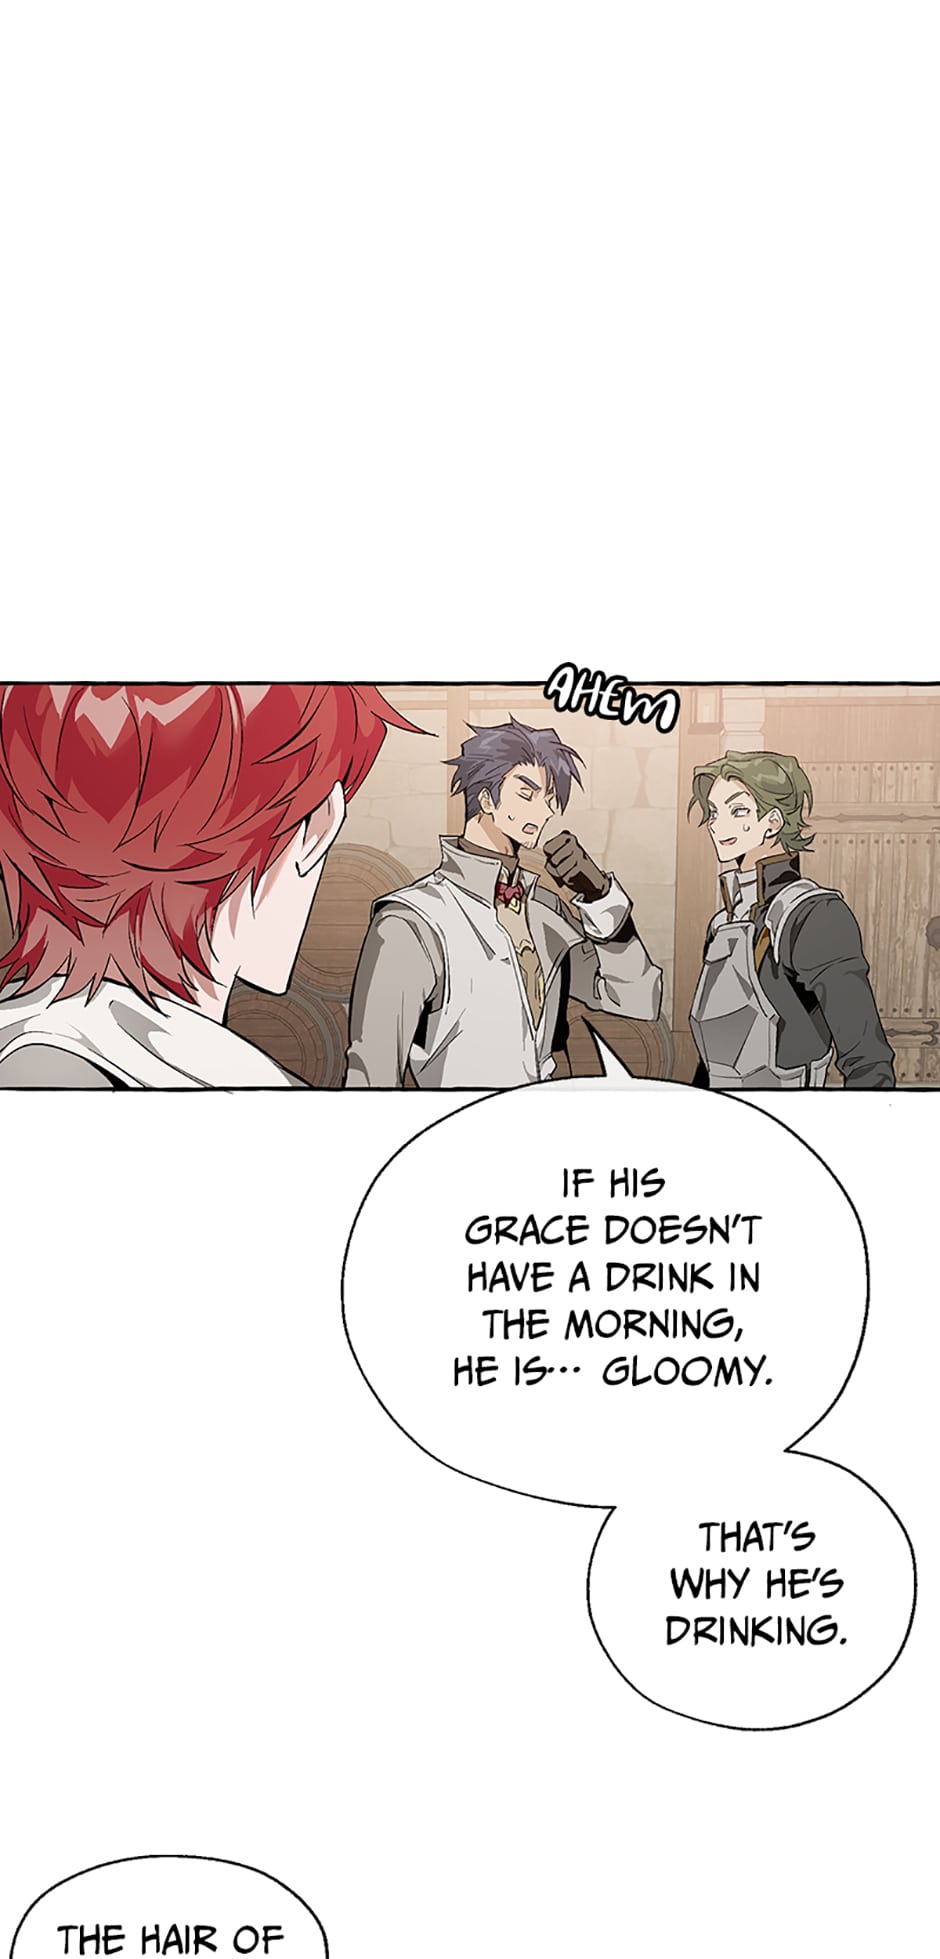 AHEM
IF HIS
GRACE DOESN'T
HAVE A DRINK IN
THE MORNING,
HE IS... GLOOMY.
THAT'S
WHY HE'S
DRINKING.
THE HAIR OF